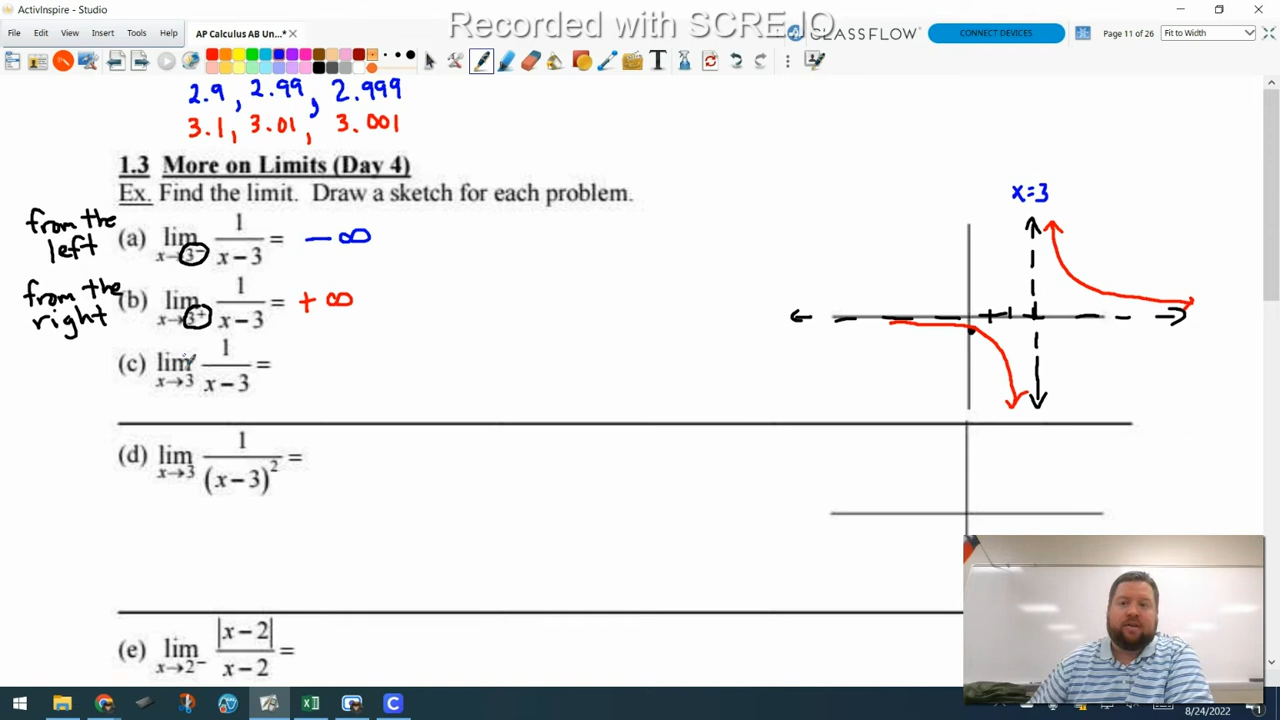 ActivInspire - Studio
Recorded with SCRE.IO
File Edit View Insert Tools Help
AP Calculus AB Un...*
CLASSFLOW
CONNECT DEVICES
Page 11 of 26
Fit to Width
2.9, 2.99, 2.999
3.1, 3.01, 3.001
1.3 More on Limits (Day 4)
Ex. Find the limit. Draw a sketch for each problem.
x=3
from the left
(a) lim x→3⁻ 1/(x−3) = −∞
from the right
(b) lim x→3⁺ 1/(x−3) = +∞
(c) lim x→3 1/(x−3) =
(d) lim x→3 1/(x−3)² =
(e) lim x→2⁻ |x−2|/(x−2) =
8/24/2022